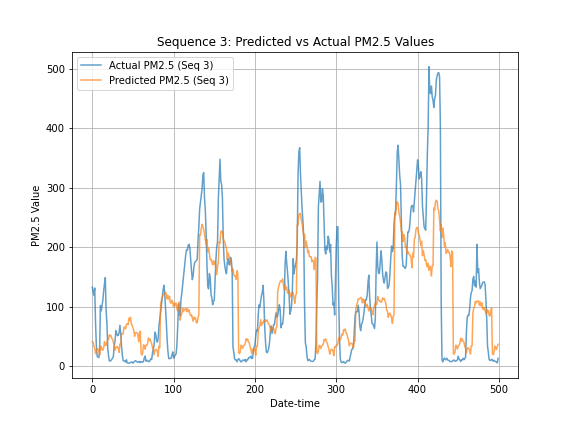 Sequence 3: Predicted vs Actual PM2.5 Values
Actual PM2.5 (Seq 3)
Predicted PM2.5 (Seq 3)
PM2.5 Value
500
400
300
200
100
0
0 100 200 300 400 500
Date-time